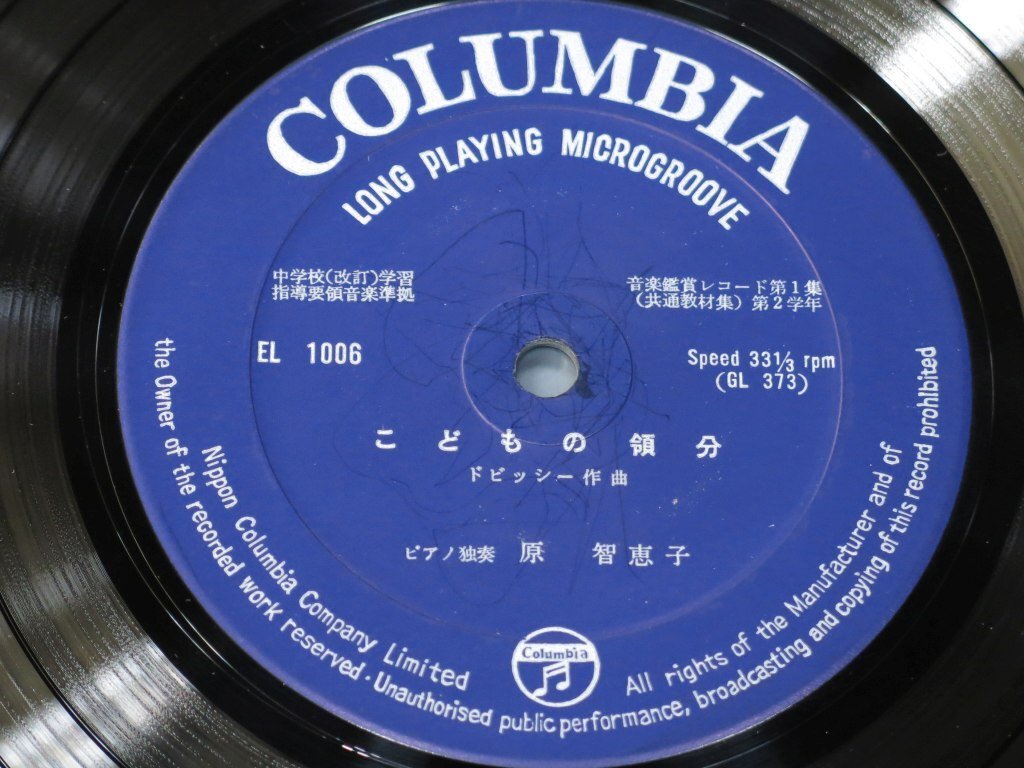 COLUMBIA
LONG PLAYING MICROGROOVE
中学校(改訂)学習
指導要領音楽準拠
音楽鑑賞レコード第1集
(共通教材集)第2学年
EL 1006
Speed 33 1/3 rpm
(GL 373)
こどもの領分
ドビッシー作曲
ピアノ独奏 原 智恵子
Columbia
Nippon Columbia Company Limited
All rights of the Manufacturer and of
the Owner of the recorded work reserved · Unauthorised public performance, broadcasting and copying of this record prohibited